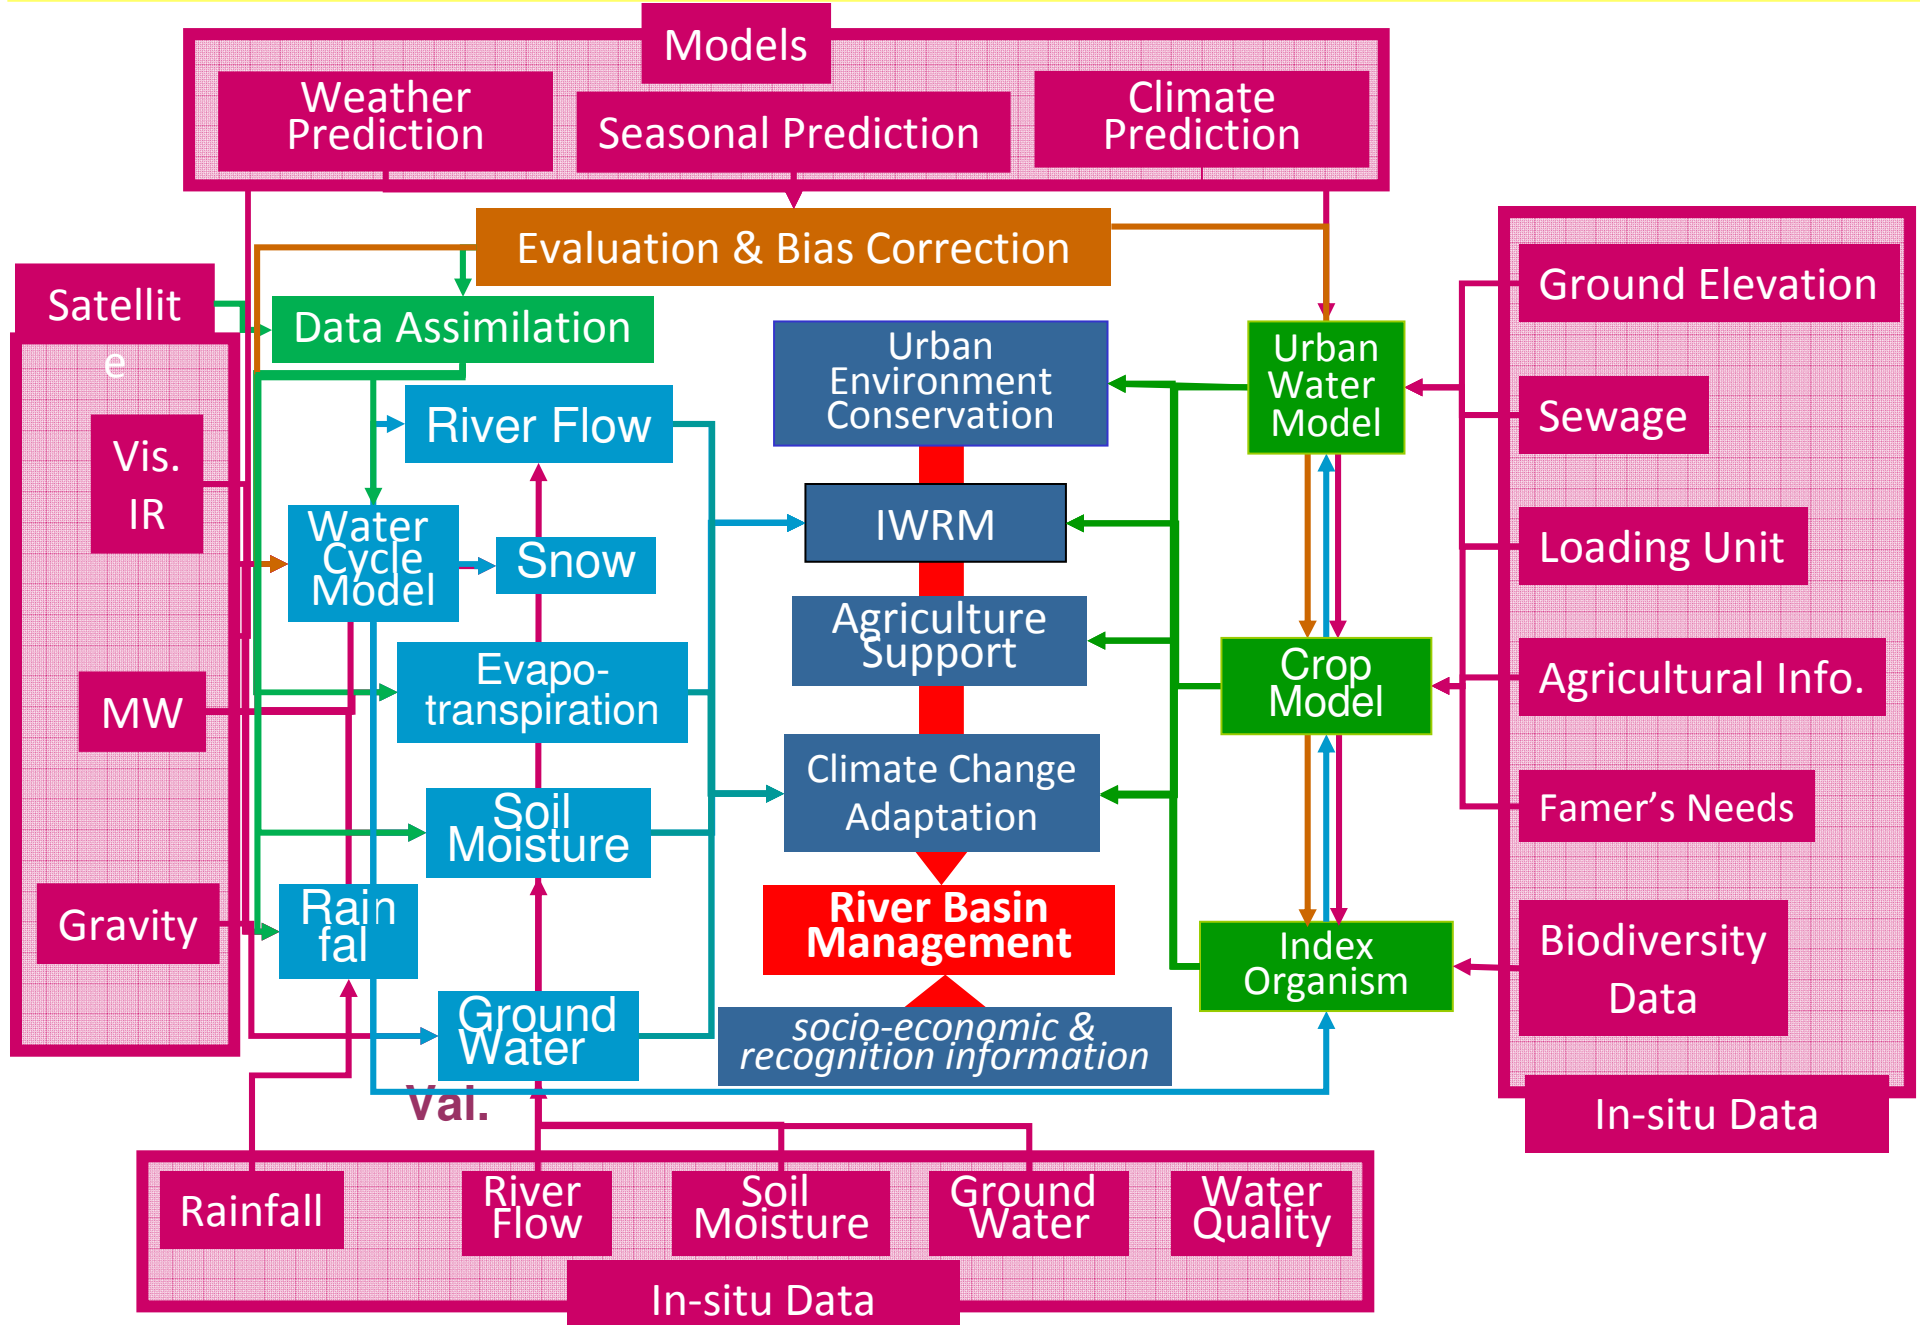 Models
Weather
Prediction
Seasonal Prediction
Climate
Prediction
Evaluation & Bias Correction
Satellit
e
Data Assimilation
Vis.
IR
MW
Gravity
River Flow
Water
Cycle
Model
Snow
Evapo-
transpiration
Soil
Moisture
Rain
fal
Ground
Water
Val.
Urban
Environment
Conservation
IWRM
Agriculture
Support
Climate Change
Adaptation
River Basin
Management
socio-economic &
recognition information
Urban
Water
Model
Crop
Model
Index
Organism
Ground Elevation
Sewage
Loading Unit
Agricultural Info.
Famer's Needs
Biodiversity
Data
In-situ Data
Rainfall
River
Flow
Soil
Moisture
Ground
Water
Water
Quality
In-situ Data